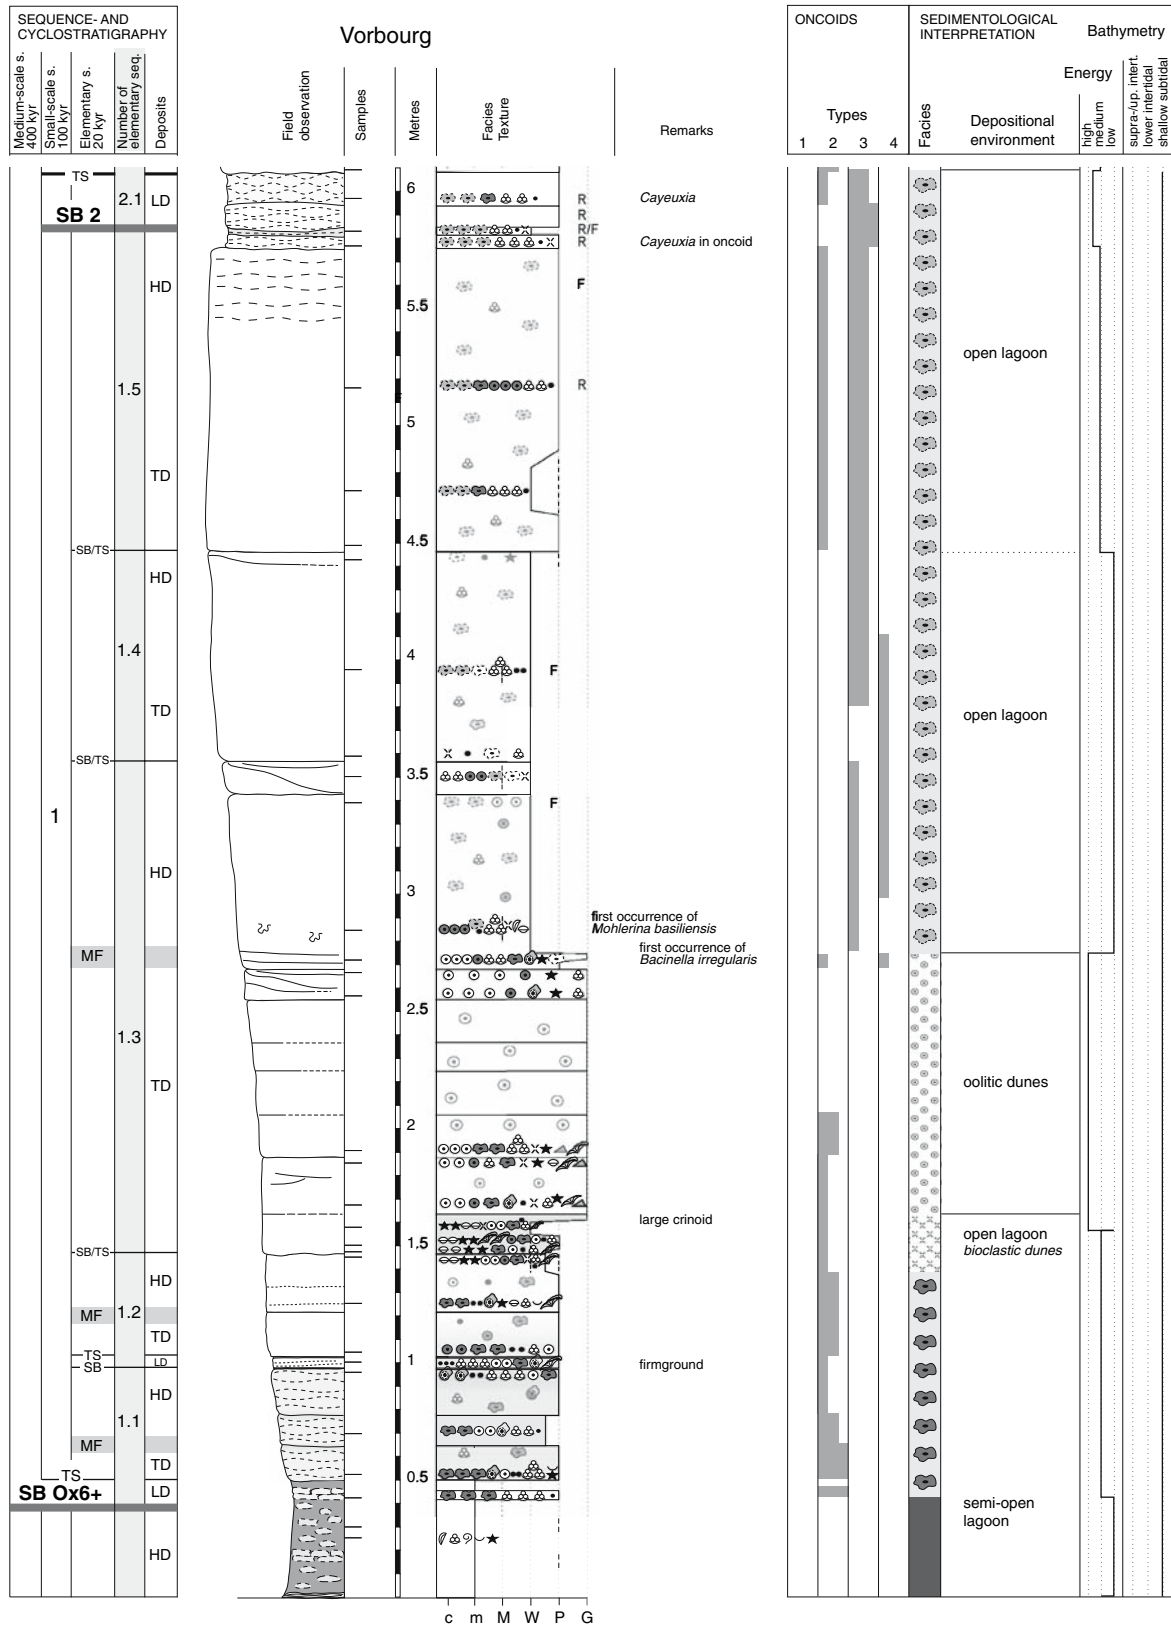 SEQUENCE- AND
CYCLOSTRATIGRAPHY
Medium-scale s.
400 kyr
Small-scale s.
100 kyr
Elementary s.
20 kyr
Number of
elementary seq.
Deposits
Vorbourg
Field
observation
Samples
Metres
Facies
Texture
Remarks
ONCOIDS
Types
1 2 3 4
SEDIMENTOLOGICAL
INTERPRETATION
Bathymetry
Energy
Facies
Depositional
environment
high
medium
low
supra-/up. intert.
lower intertidal
shallow subtidal
TS
2.1
LD
SB 2
HD
1.5
TD
SB/TS
HD
1.4
TD
SB/TS
1
HD
MF
1.3
TD
SB/TS
HD
MF
1.2
TD
TS
SB
LD
HD
1.1
MF
TD
TS
SB Ox6+
LD
HD
6
5.5
5
4.5
4
3.5
3
2.5
2
1.5
1
0.5
R
R
R/F
R
F
R
F
F
Cayeuxia
Cayeuxia in oncoid
first occurrence of
Mohlerina basiliensis
first occurrence of
Bacinella irregularis
large crinoid
firmground
open lagoon
open lagoon
oolitic dunes
open lagoon
bioclastic dunes
semi-open
lagoon
c m M W P G